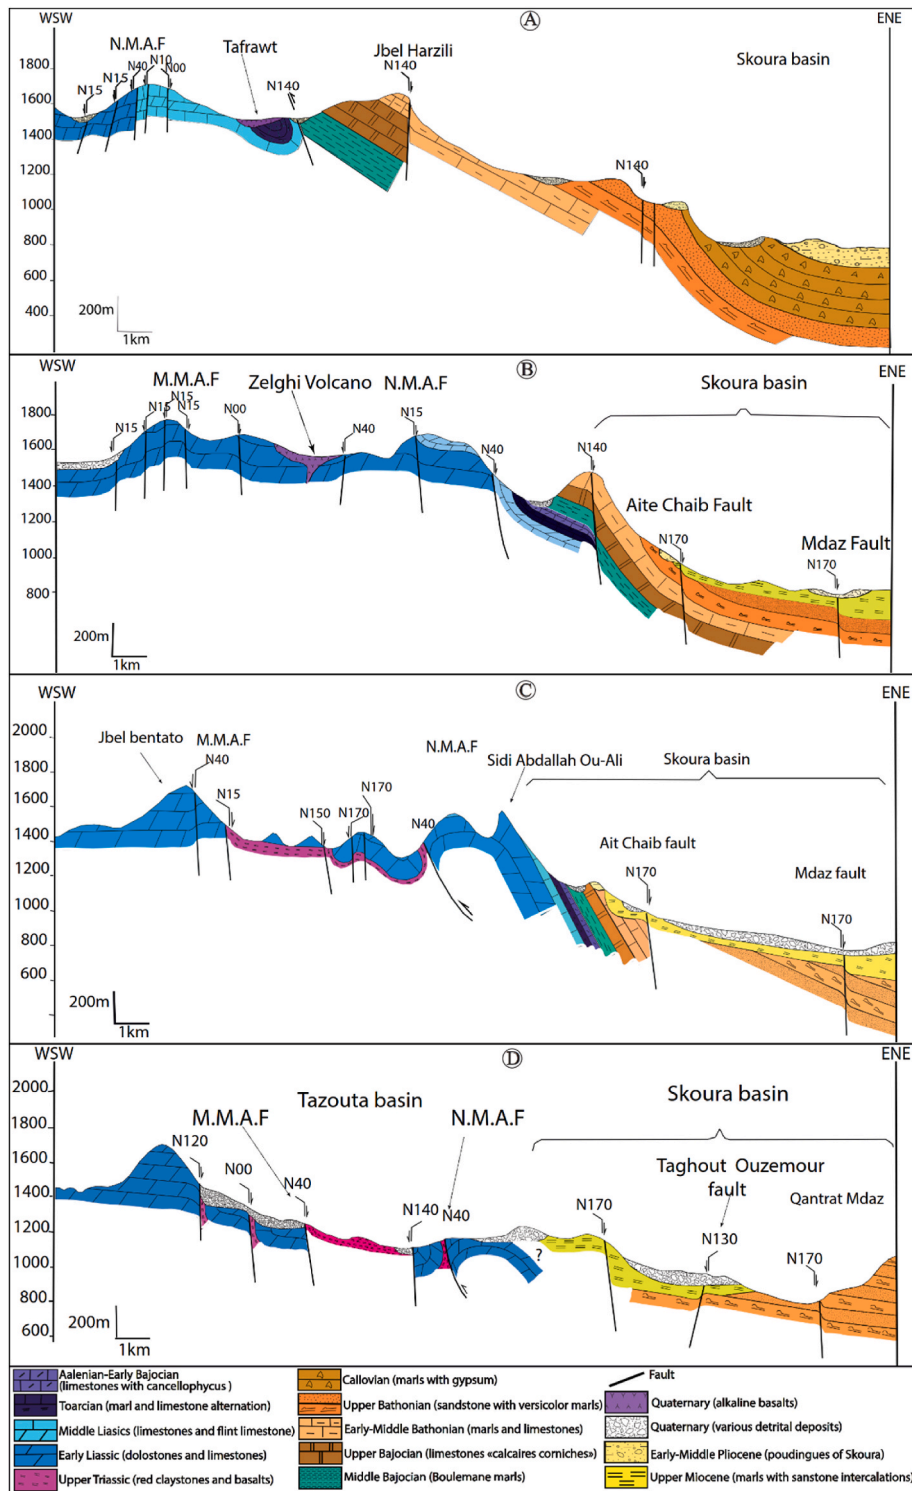 WSW
Ⓐ
ENE
N.M.A.F
Tafrawt
Jbel Harzili
Skoura basin
N15
N15
N40
N10
N00
N140
N140
N140
1800
1600
1400
1200
1000
800
600
400
200m
1km
WSW
Ⓑ
ENE
M.M.A.F
Zelghi Volcano
N.M.A.F
Skoura basin
N15
N15
N15
N15
N00
N40
N15
N40
N140
Aite Chaib Fault
N170
Mdaz Fault
N170
1800
1600
1400
1200
1000
800
200m
1km
WSW
Ⓒ
ENE
Jbel bentato
M.M.A.F
N40
N15
N150
N170
N170
N.M.A.F
N40
Sidi Abdallah Ou-Ali
Skoura basin
Ait Chaib fault
N170
Mdaz fault
N170
2000
1800
1600
1400
1200
1000
800
600
200m
1km
WSW
Ⓓ
ENE
Tazouta basin
Skoura basin
M.M.A.F
N.M.A.F
N120
N00
N40
N140
N40
?
N170
Taghout Ouzemour
fault
N130
Qantrat Mdaz
N170
2000
1800
1600
1400
1200
1000
800
600
200m
1km
Aalenian-Early Bajocian
(limestones with cancellophycus )
Toarcian (marl and limestone alternation)
Middle Liasics (limestones and flint limestone)
Early Liassic (dolostones and limestones)
Upper Triassic (red claystones and basalts)
Callovian (marls with gypsum)
Upper Bathonian (sandstone with versicolor marls)
Early-Middle Bathonian (marls and limestones)
Upper Bajocian (limestones «calcaires corniches»)
Middle Bajocian (Boulemane marls)
Fault
Quaternary (alkaline basalts)
Quaternary (various detrital deposits)
Early-Middle Pliocene (poudingues of Skoura)
Upper Miocene (marls with sanstone intercalations)